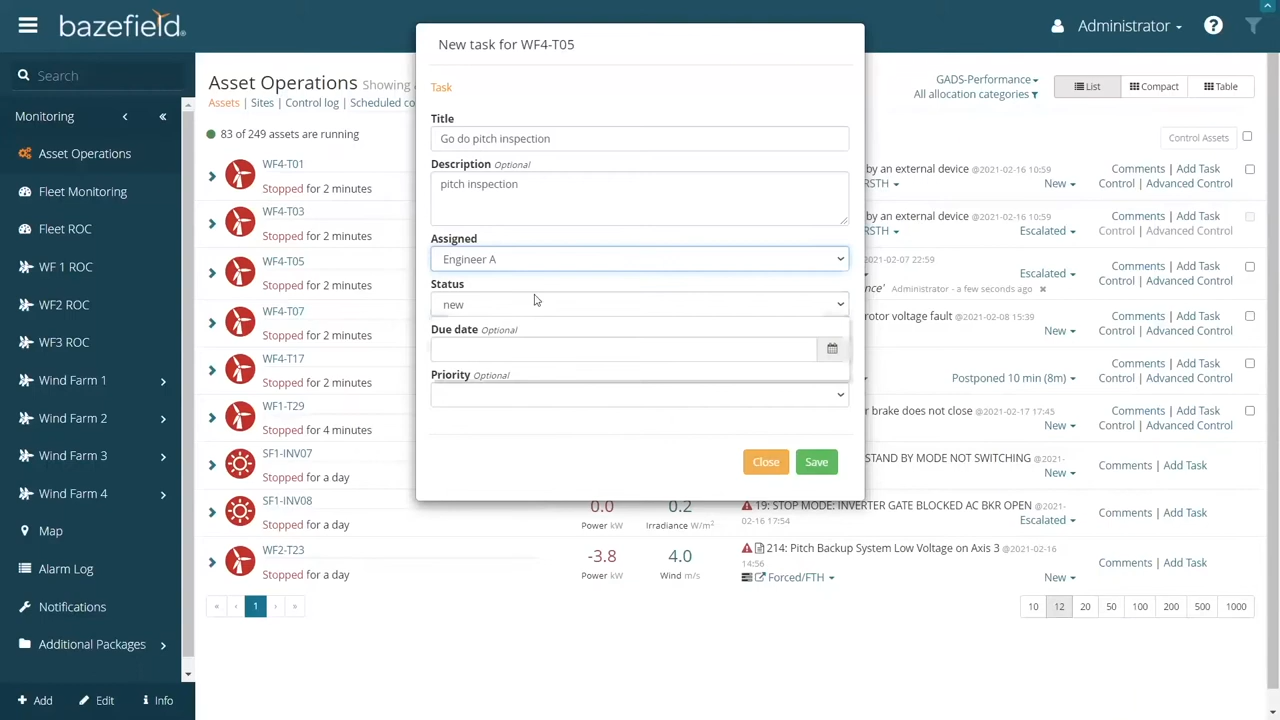 bazefield
Administrator
?
Search
Monitoring
Asset Operations
Fleet Monitoring
Fleet ROC
WF 1 ROC
WF2 ROC
WF3 ROC
Wind Farm 1
Wind Farm 2
Wind Farm 3
Wind Farm 4
Map
Alarm Log
Notifications
Additional Packages
+ Add
Edit
i Info
Asset Operations Showing
Assets | Sites | Control log | Scheduled co
83 of 249 assets are running
GADS-Performance
All allocation categories
List
Compact
Table
Control Assets
WF4-T01
Stopped for 2 minutes
by an external device @2021-02-16 10:59
RSTH
New
Comments | Add Task
Control | Advanced Control
WF4-T03
Stopped for 2 minutes
by an external device @2021-02-16 10:59
RSTH
Escalated
Comments | Add Task
Control | Advanced Control
WF4-T05
Stopped for 2 minutes
-02-07 22:59
Escalated
nce' Administrator - a few seconds ago
Comments | Add Task
Control | Advanced Control
WF4-T07
Stopped for 2 minutes
otor voltage fault @2021-02-08 15:39
New
Comments | Add Task
Control | Advanced Control
WF4-T17
Stopped for 2 minutes
Postponed 10 min (8m)
Comments | Add Task
Control | Advanced Control
WF1-T29
Stopped for 4 minutes
r brake does not close @2021-02-17 17:45
New
Comments | Add Task
Control | Advanced Control
SF1-INV07
Stopped for a day
STAND BY MODE NOT SWITCHING @2021-
New
Comments | Add Task
SF1-INV08
Stopped for a day
0.0
Power kW
0.2
Irradiance W/m²
19: STOP MODE: INVERTER GATE BLOCKED AC BKR OPEN
@2021-02-16 17:54
Escalated
Comments | Add Task
WF2-T23
Stopped for a day
-3.8
Power kW
4.0
Wind m/s
214: Pitch Backup System Low Voltage on Axis 3 @2021-02-16
14:56
Forced/FTH
New
Comments | Add Task
« ‹ 1 › »
10 12 20 50 100 200 500 1000
New task for WF4-T05
Task
Title
Go do pitch inspection
Description Optional
pitch inspection
Assigned
Engineer A
Status
new
Due date Optional
Priority Optional
Close
Save